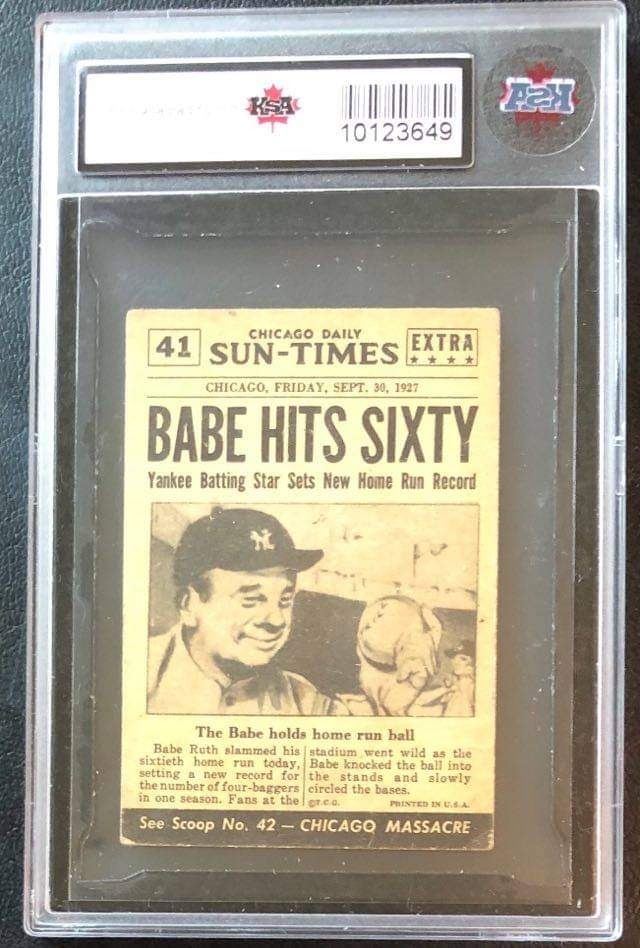 KSA
10123649
KSA
41
CHICAGO DAILY
SUN-TIMES
EXTRA
CHICAGO, FRIDAY, SEPT. 30, 1927
BABE HITS SIXTY
Yankee Batting Star Sets New Home Run Record
NY
The Babe holds home run ball
Babe Ruth slammed his
sixtieth home run today,
setting a new record for
the number of four-baggers
in one season. Fans at the
stadium went wild as the
Babe knocked the ball into
the stands and slowly
circled the bases.
©T.C.G. PRINTED IN U.S.A.
See Scoop No. 42 — CHICAGO MASSACRE